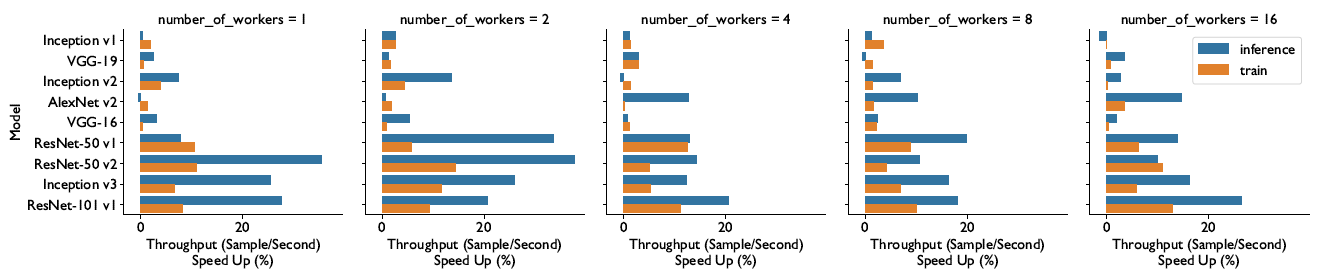 number_of_workers = 1
number_of_workers = 2
number_of_workers = 4
number_of_workers = 8
number_of_workers = 16
Model
Inception v1
VGG-19
Inception v2
AlexNet v2
VGG-16
ResNet-50 v1
ResNet-50 v2
Inception v3
ResNet-101 v1
inference
train
0 20
0 20
0 20
0 20
0 20
Throughput (Sample/Second)
Speed Up (%)
Throughput (Sample/Second)
Speed Up (%)
Throughput (Sample/Second)
Speed Up (%)
Throughput (Sample/Second)
Speed Up (%)
Throughput (Sample/Second)
Speed Up (%)